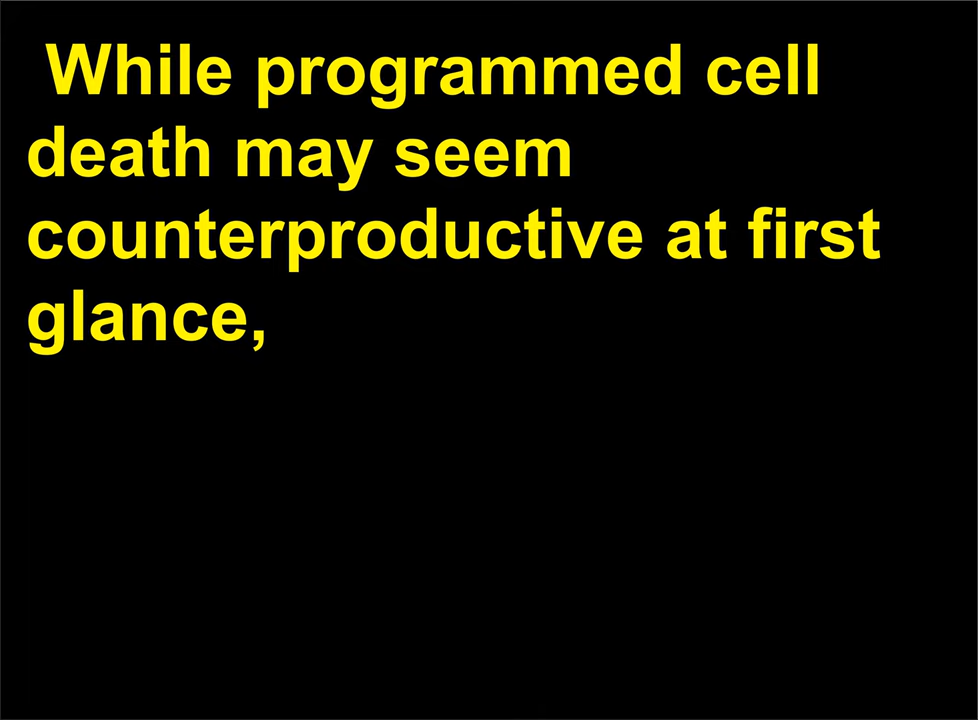 While programmed cell
death may seem
counterproductive at first
glance,